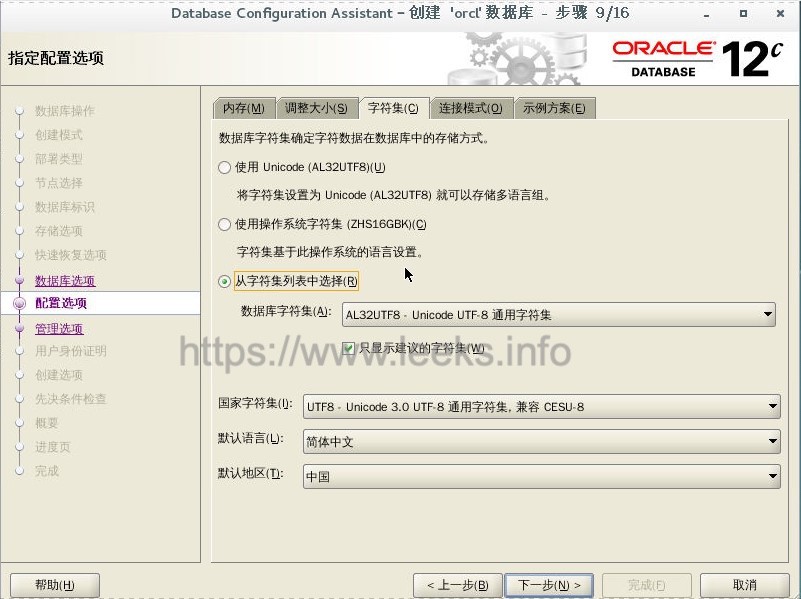 Database Configuration Assistant – 创建 'orcl' 数据库 - 步骤 9/16
指定配置选项
ORACLE®
DATABASE
12c
数据库操作
创建模式
部署类型
节点选择
数据库标识
存储选项
快速恢复选项
数据库选项
配置选项
管理选项
用户身份证明
创建选项
先决条件检查
概要
进度页
完成
内存(M) 调整大小(S) 字符集(C) 连接模式(O) 示例方案(E)
数据库字符集确定字符数据在数据库中的存储方式。
使用 Unicode (AL32UTF8)(U)
将字符集设置为 Unicode (AL32UTF8) 就可以存储多语言组。
使用操作系统字符集 (ZHS16GBK)(C)
字符集基于此操作系统的语言设置。
从字符集列表中选择(R)
数据库字符集(A): AL32UTF8 - Unicode UTF-8 通用字符集
只显示建议的字符集(W)
https://www.leeks.info
国家字符集(I): UTF8 - Unicode 3.0 UTF-8 通用字符集, 兼容 CESU-8
默认语言(L): 简体中文
默认地区(T): 中国
帮助(H) < 上一步(B) 下一步(N) > 完成(F) 取消